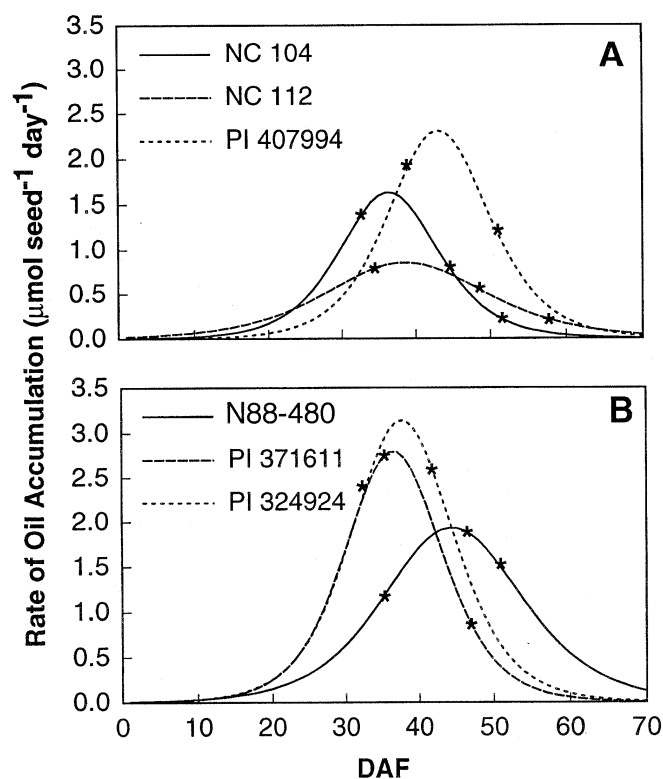 Rate of Oil Accumulation (µmol seed⁻¹ day⁻¹)
A
NC 104
NC 112
PI 407994
3.5
3.0
2.5
2.0
1.5
1.0
0.5
0.0
B
N88-480
PI 371611
PI 324924
3.5
3.0
2.5
2.0
1.5
1.0
0.5
0.0
0 10 20 30 40 50 60 70
DAF